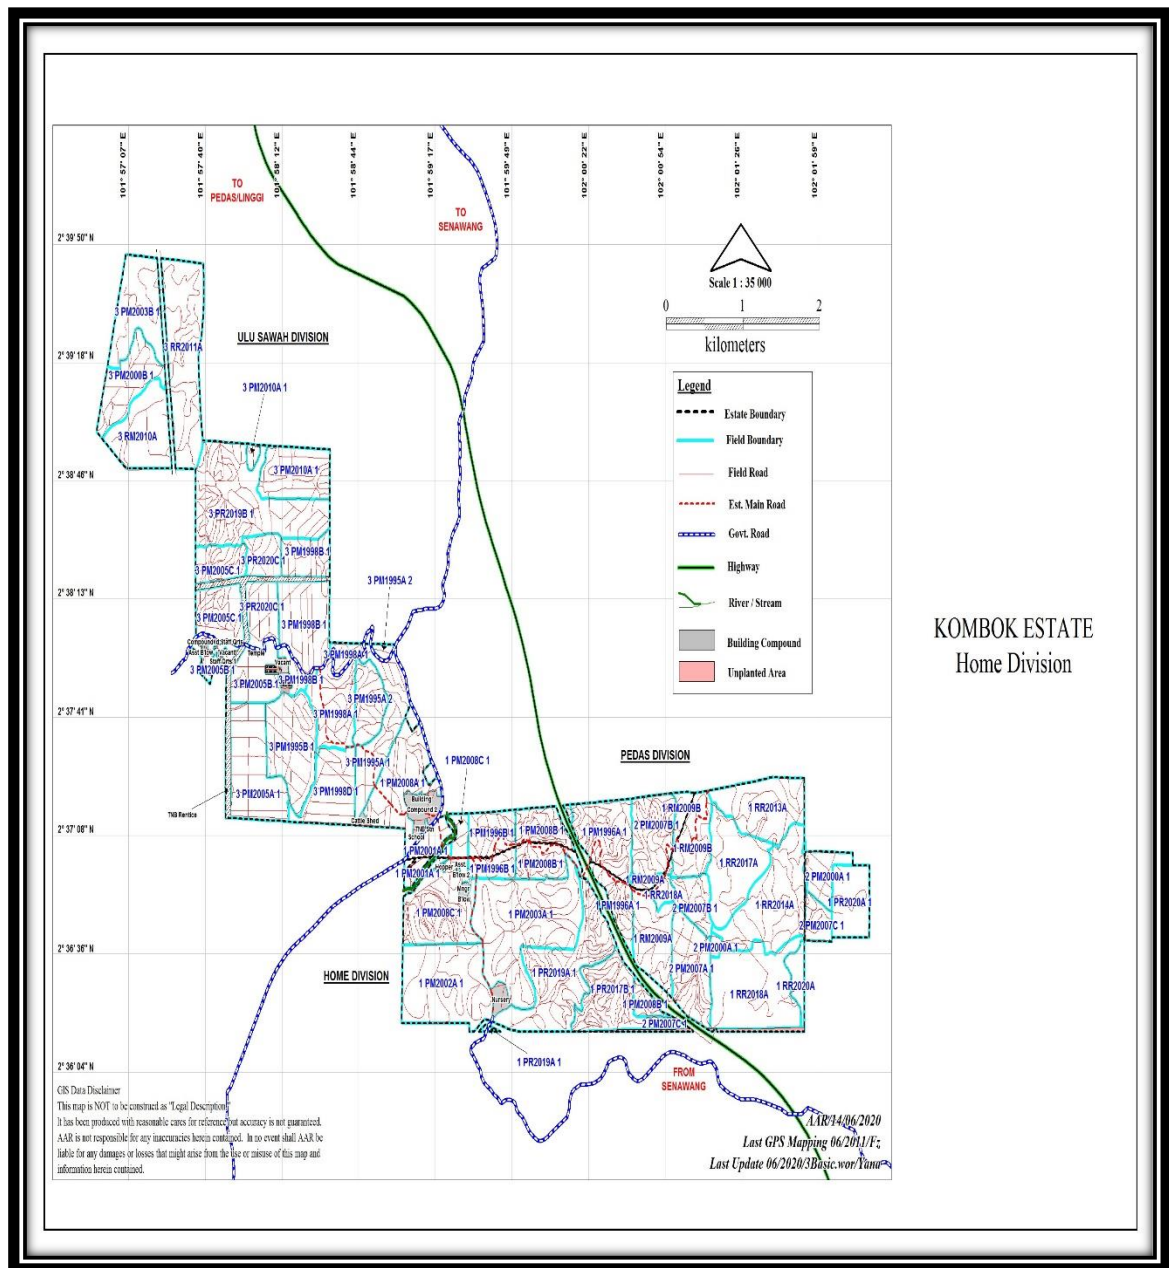 101° 57' 07" E
101° 57' 40" E
101° 58' 12" E
101° 58' 44" E
101° 59' 17" E
101° 59' 49" E
102° 00' 22" E
102° 00' 54" E
102° 01' 26" E
102° 01' 59" E
TO
PEDAS/LINGGI
TO
SENAWANG
2° 39' 50" N
Scale 1 : 35 000
0 1 2
kilometers
3 PM2003B 1
3 RR2011A
ULU SAWAH DIVISION
2° 39' 18" N
3 PM2000B 1
3 PM2010A 1
3 RM2010A
Legend
Estate Boundary
Field Boundary
Field Road
Est. Main Road
Govt. Road
Highway
River / Stream
Building Compound
Unplanted Area
3 PM2010A 1
2° 38' 46" N
3 PR2019B 1
3 PM1998B 1
3 PR2020C 1
3 PM2005C 1
3 PM1995A 2
2° 38' 13" N
3 PR2020C 1
3 PM2005C 1
3 PM1998B 1
KOMBOK ESTATE
Home Division
Temple
Vacant
3 PM1998A 1
3 PM2005B 1
3 PM2005B 1
3 PM1998B 1
3 PM1995A 2
3 PM1998A 1
2° 37' 41" N
3 PM1995B 1
3 PM1995A 1
1 PM2008C 1
PEDAS DIVISION
1 PM2008A 1
3 PM2005A 1
3 PM1998D 1
Building
Compound 2
TNB Rentice
Cattle Shed
School
1 RM2009B
1 RR2013A
2° 37' 08" N
1 PM1996B 1
1 PM2008B 1
1 PM1996A 1
2 PM2007B 1
1 RM2009B
1 PM2001A 1
1 PM2001A 1
Hopper
1 PM1996B 1
1 PM2008B 1
1 RR2017A
1 RM2009A
1 RR2018A
2 PM2000A 1
1 PM2008C 1
1 PM2003A 1
1 PM1996A 1
2 PM2007B 1
1 RR2014A
1 PR2020A 1
2 PM2007C 1
1 RM2009A
2 PM2000A 1
2° 36' 36" N
HOME DIVISION
1 PM2002A 1
1 PR2019A 1
2 PM2007A 1
1 PR2017B 1
1 RR2018A
1 RR2020A
Nursery
1 PM2008B 1
2 PM2007C 1
1 PR2019A 1
2° 36' 04" N
FROM
SENAWANG
GIS Data Disclaimer
This map is NOT to be construed as "Legal Description"
It has been produced with reasonable cares for reference but accuracy is not guaranteed.
AAR is not responsible for any inaccuracies herein contained. In no event shall AAR be
liable for any damages or losses that might arise from the use or misuse of this map and
information herein contained.
AAR/14/06/2020
Last GPS Mapping 06/2011/Fz
Last Update 06/2020/3Basic.wor/Yana